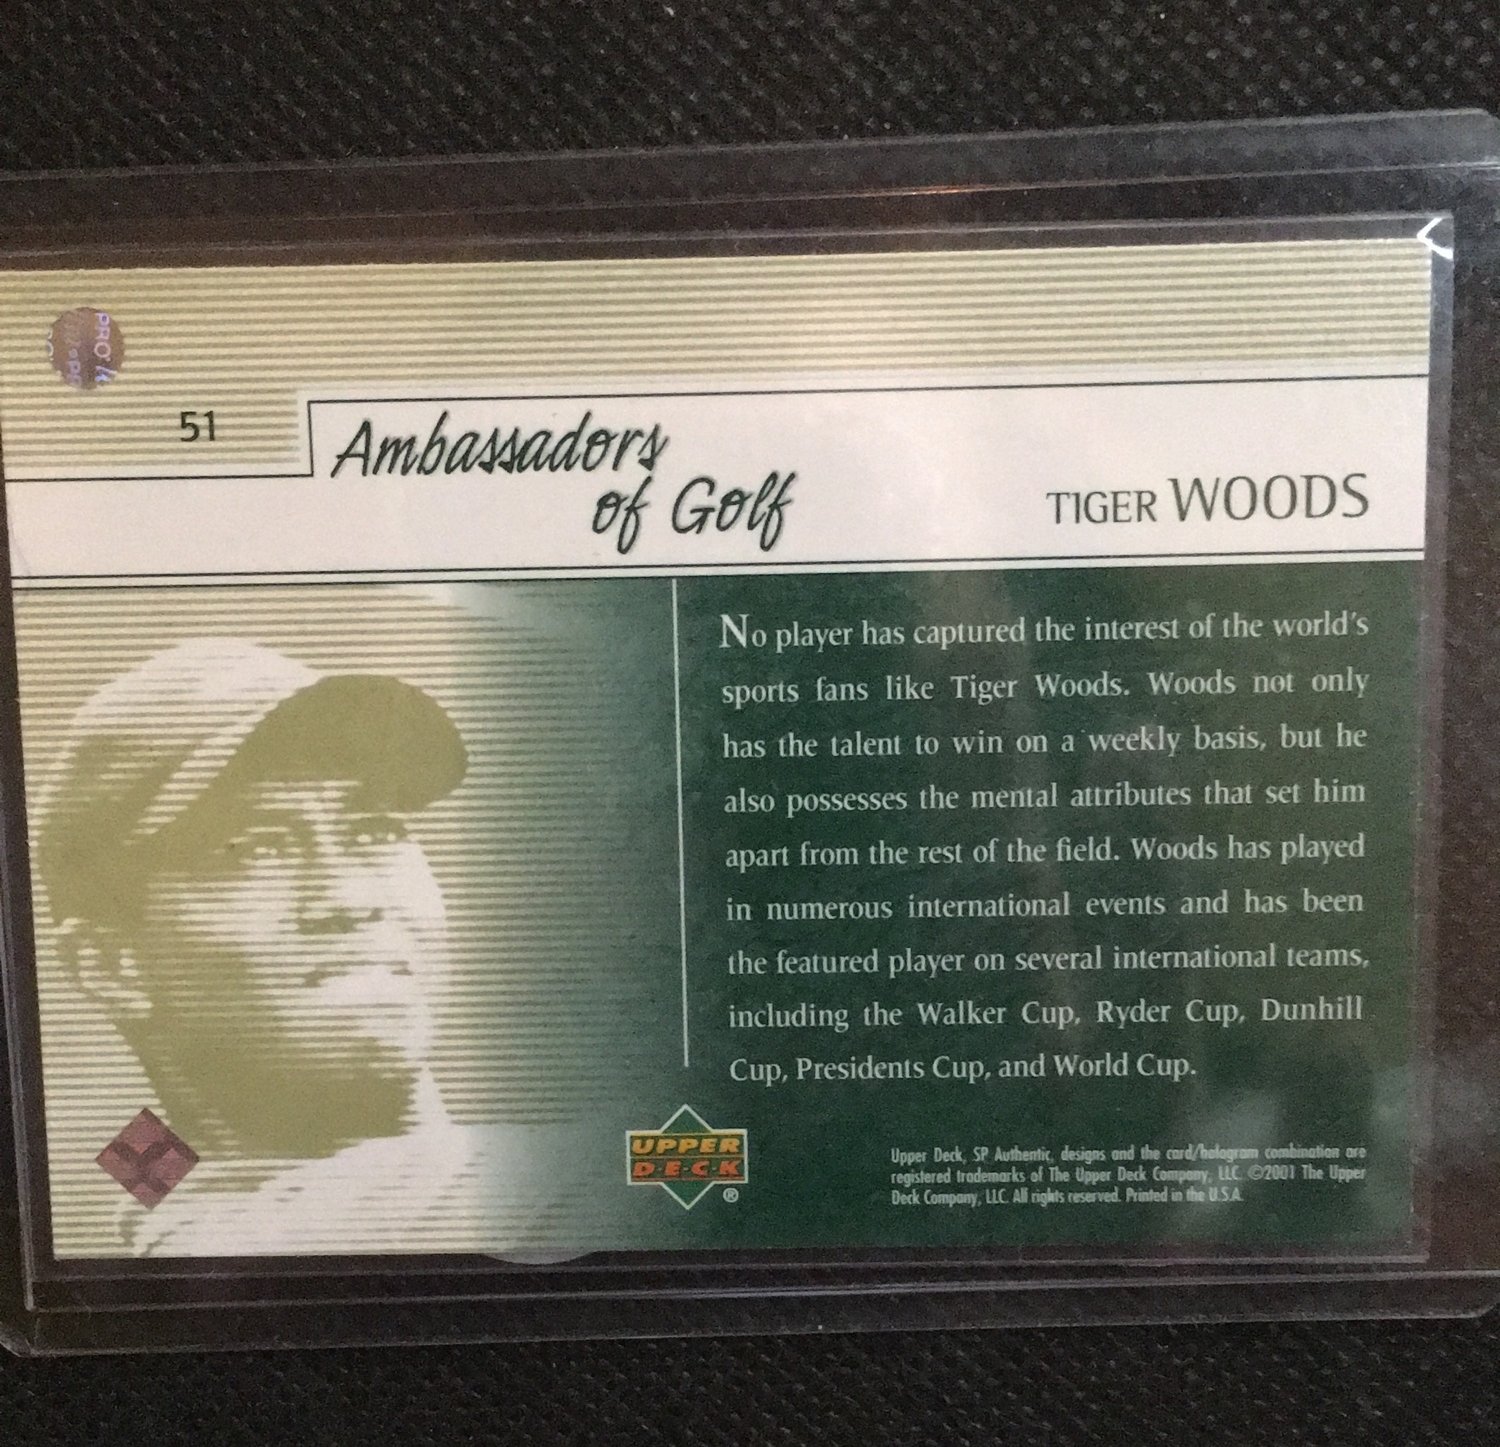 PRO
51
Ambassadors
of Golf
TIGER WOODS
No player has captured the interest of the world's
sports fans like Tiger Woods. Woods not only
has the talent to win on a weekly basis, but he
also possesses the mental attributes that set him
apart from the rest of the field. Woods has played
in numerous international events and has been
the featured player on several international teams,
including the Walker Cup, Ryder Cup, Dunhill
Cup, Presidents Cup, and World Cup.
UPPER
D·E·C·K
®
Upper Deck, SP Authentic, designs and the card/hologram combination are
registered trademarks of The Upper Deck Company, LLC. ©2001 The Upper
Deck Company, LLC. All rights reserved. Printed in the U.S.A.